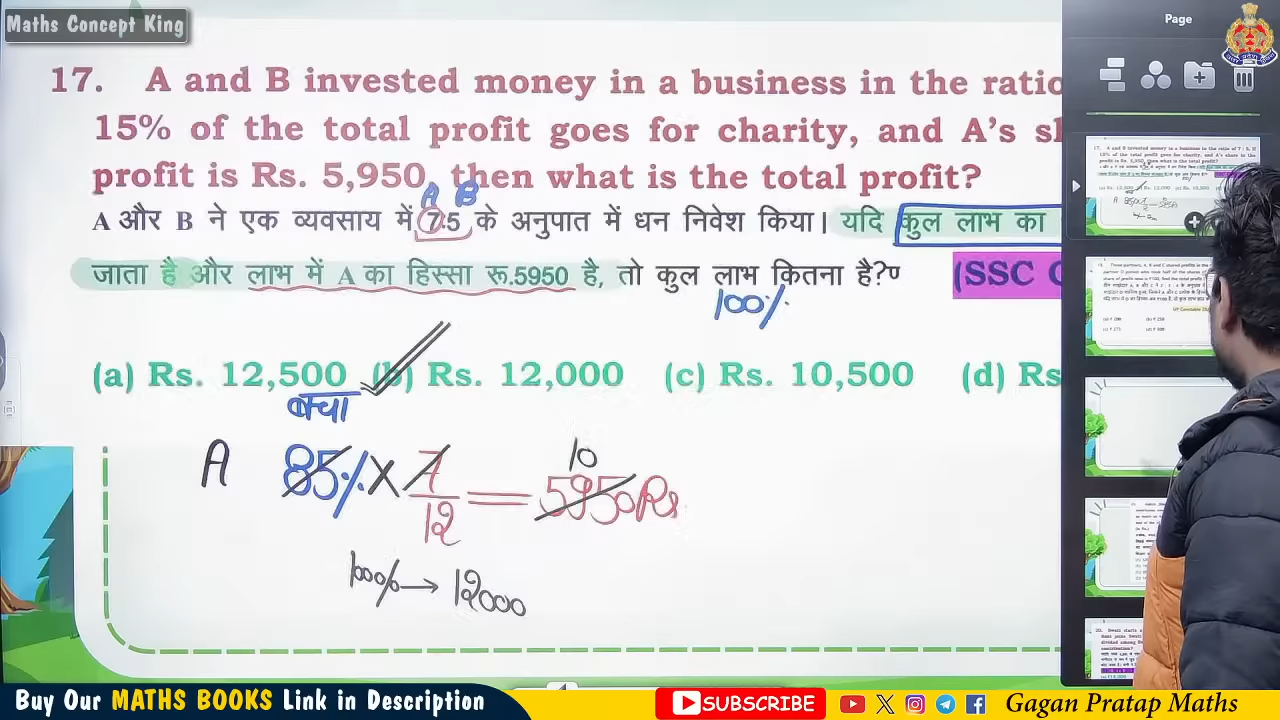 Maths Concept King
Page
17. A and B invested money in a business in the ratio
15% of the total profit goes for charity, and A's sh
profit is Rs. 5,950, then what is the total profit?
A B
A और B ने एक व्यवसाय में 7:5 के अनुपात में धन निवेश किया। यदि कुल लाभ का
जाता है और लाभ में A का हिस्सा रू.5950 है, तो कुल लाभ कितना है?ण (SSC
100%
(a) Rs. 12,500 (b) Rs. 12,000 (c) Rs. 10,500 (d) Rs
बचा
10
A 85% × 7/12 = 5950 Rs
100% → 12000
Buy Our MATHS BOOKS Link in Description SUBSCRIBE Gagan Pratap Maths